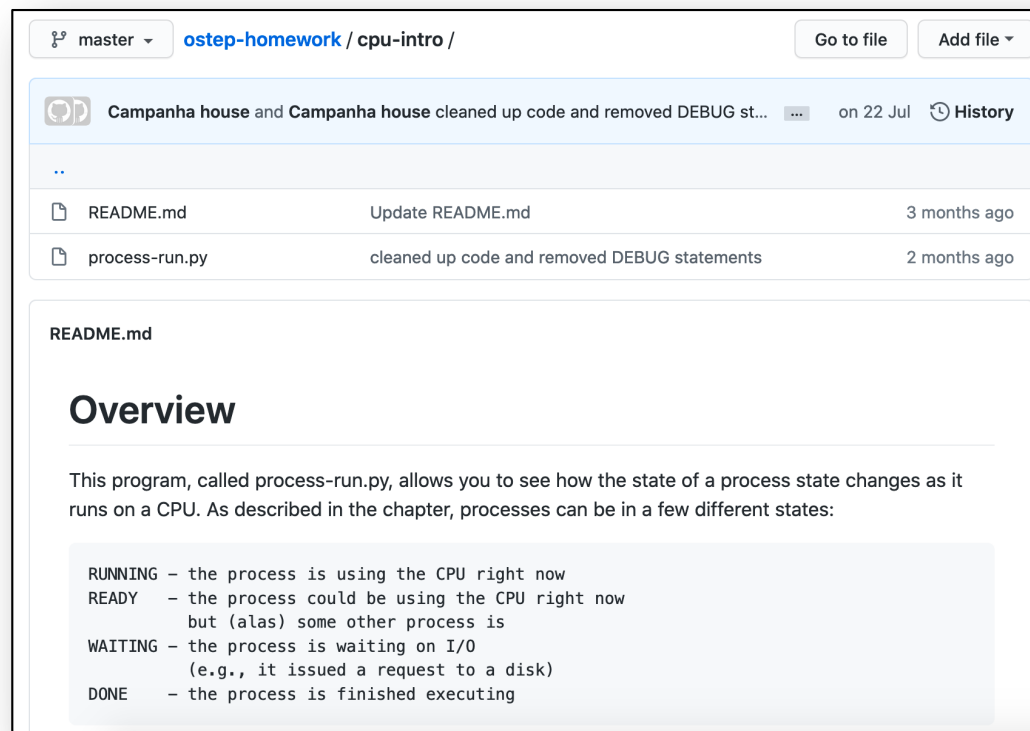 master ostep-homework / cpu-intro / Go to file Add file
Campanha house and Campanha house cleaned up code and removed DEBUG st... ... on 22 Jul History
..
README.md Update README.md 3 months ago
process-run.py cleaned up code and removed DEBUG statements 2 months ago
README.md
Overview
This program, called process-run.py, allows you to see how the state of a process state changes as it
runs on a CPU. As described in the chapter, processes can be in a few different states:
RUNNING – the process is using the CPU right now
READY – the process could be using the CPU right now
but (alas) some other process is
WAITING – the process is waiting on I/O
(e.g., it issued a request to a disk)
DONE – the process is finished executing